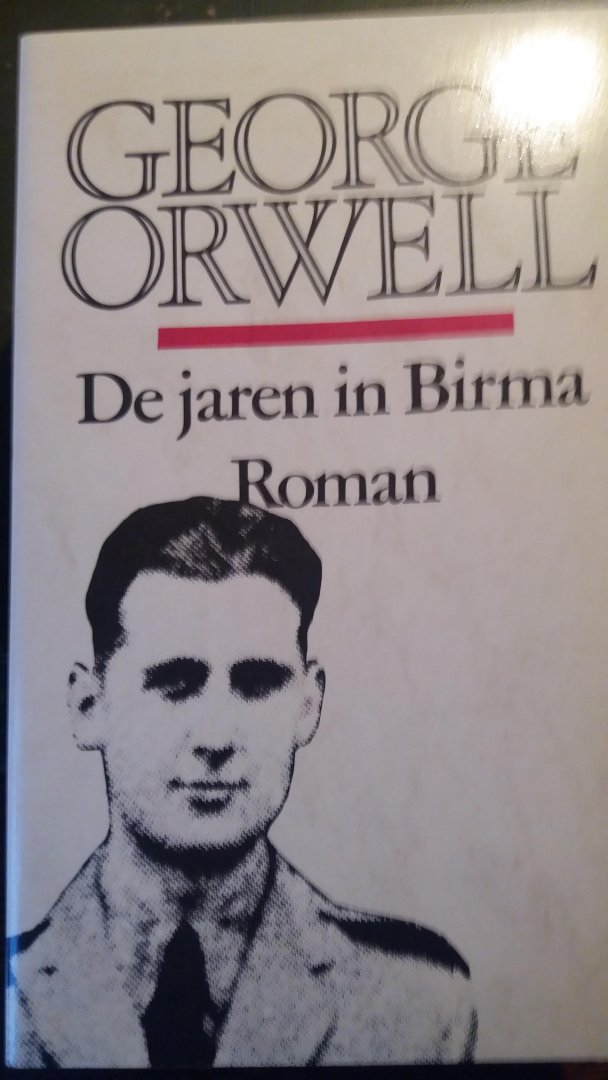 GEORGE
ORWELL
De jaren in Birma
Roman